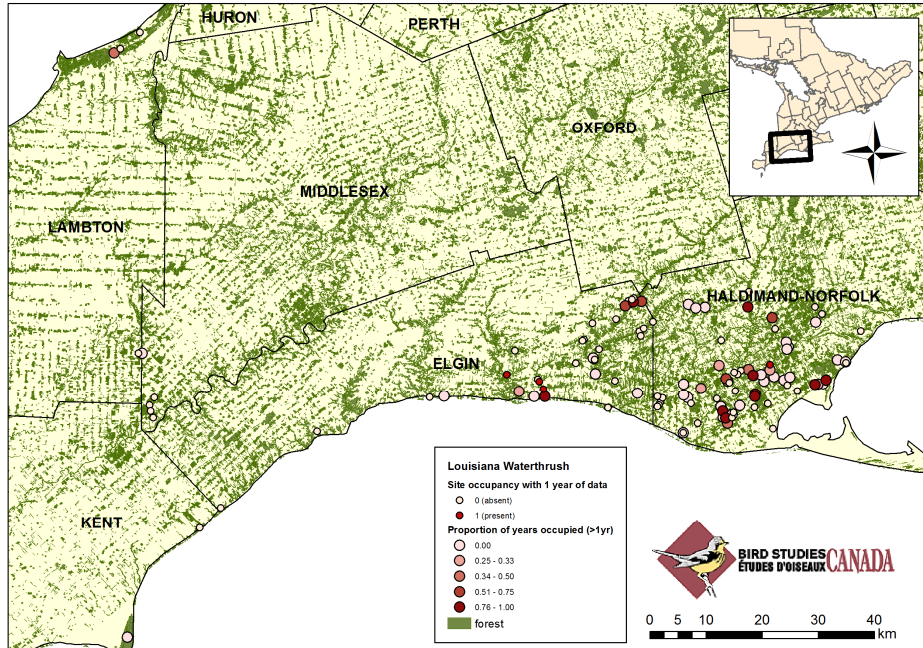 HURON
PERTH
OXFORD
MIDDLESEX
LAMBTON
HALDIMAND-NORFOLK
ELGIN
KENT
Louisiana Waterthrush
Site occupancy with 1 year of data
0 (absent)
1 (present)
Proportion of years occupied (>1yr)
0.00
0.25 - 0.33
0.34 - 0.50
0.51 - 0.75
0.76 - 1.00
forest
BIRD STUDIES
ÉTUDES D'OISEAUX CANADA
0 5 10 20 30 40
km